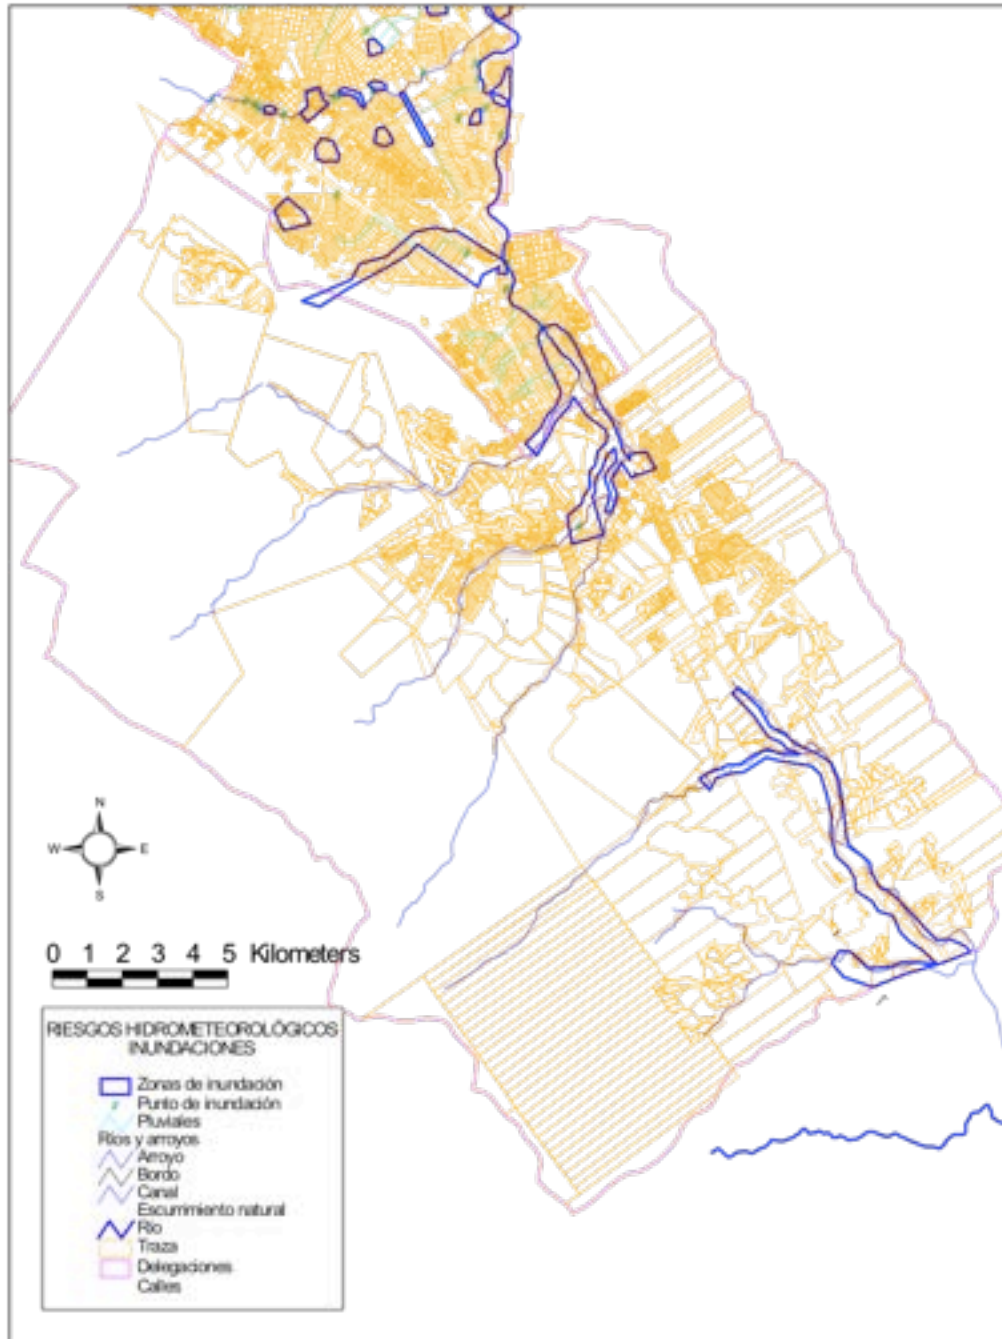 N
W E
S
0 1 2 3 4 5 Kilometers
RIESGOS HIDROMETEOROLÓGICOS
INUNDACIONES
Zonas de inundación
Punto de inundación
Pluviales
Ríos y arroyos
Arroyo
Bordo
Canal
Escurrimiento natural
Río
Traza
Delegaciones
Calles